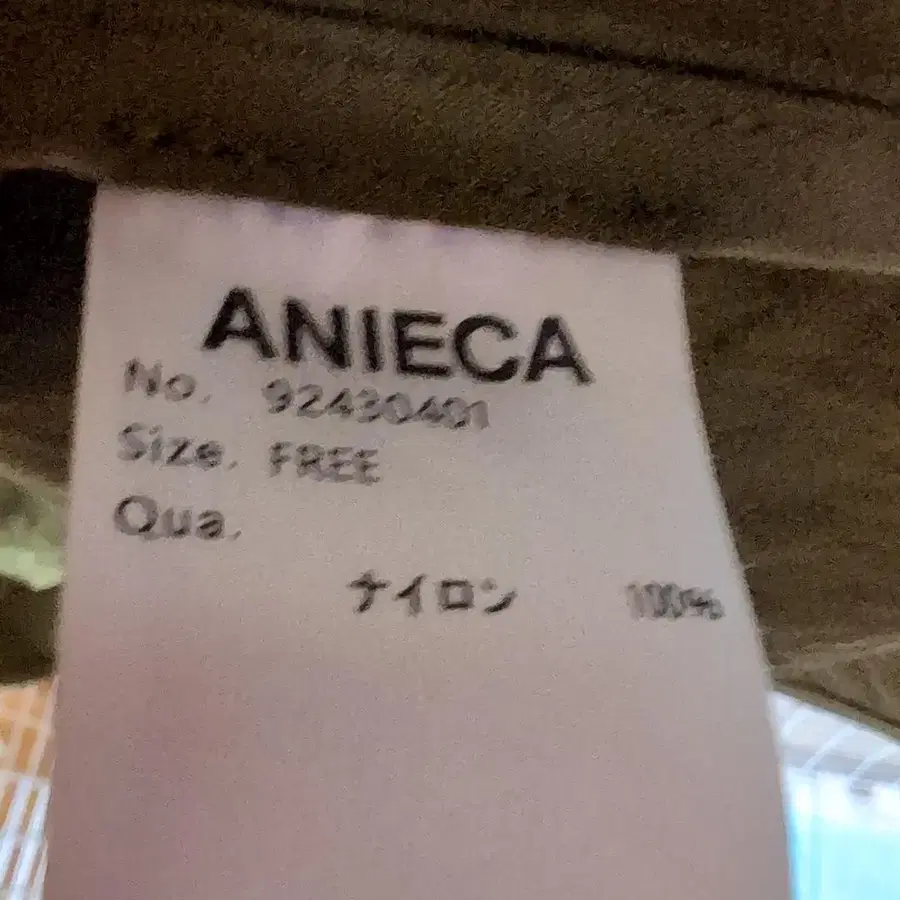 ANIECA
No. 92430401
Size. FREE
Qua.
ナイロン 100%